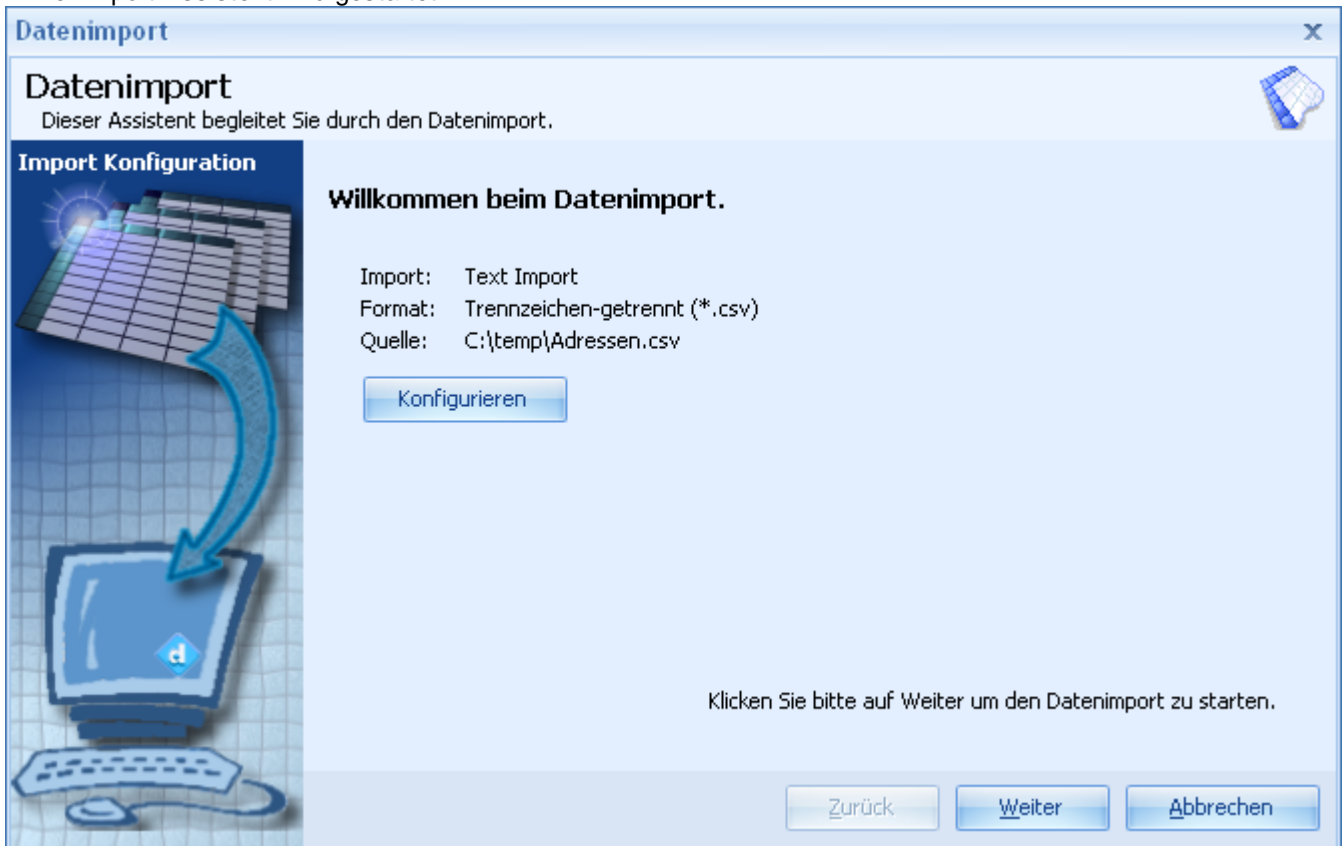 Datenimport
Datenimport
Dieser Assistent begleitet Sie durch den Datenimport.
Import Konfiguration
Willkommen beim Datenimport.
Import: Text Import
Format: Trennzeichen-getrennt (*.csv)
Quelle: C:\temp\Adressen.csv
Konfigurieren
d
Klicken Sie bitte auf Weiter um den Datenimport zu starten.
Zurück Weiter Abbrechen